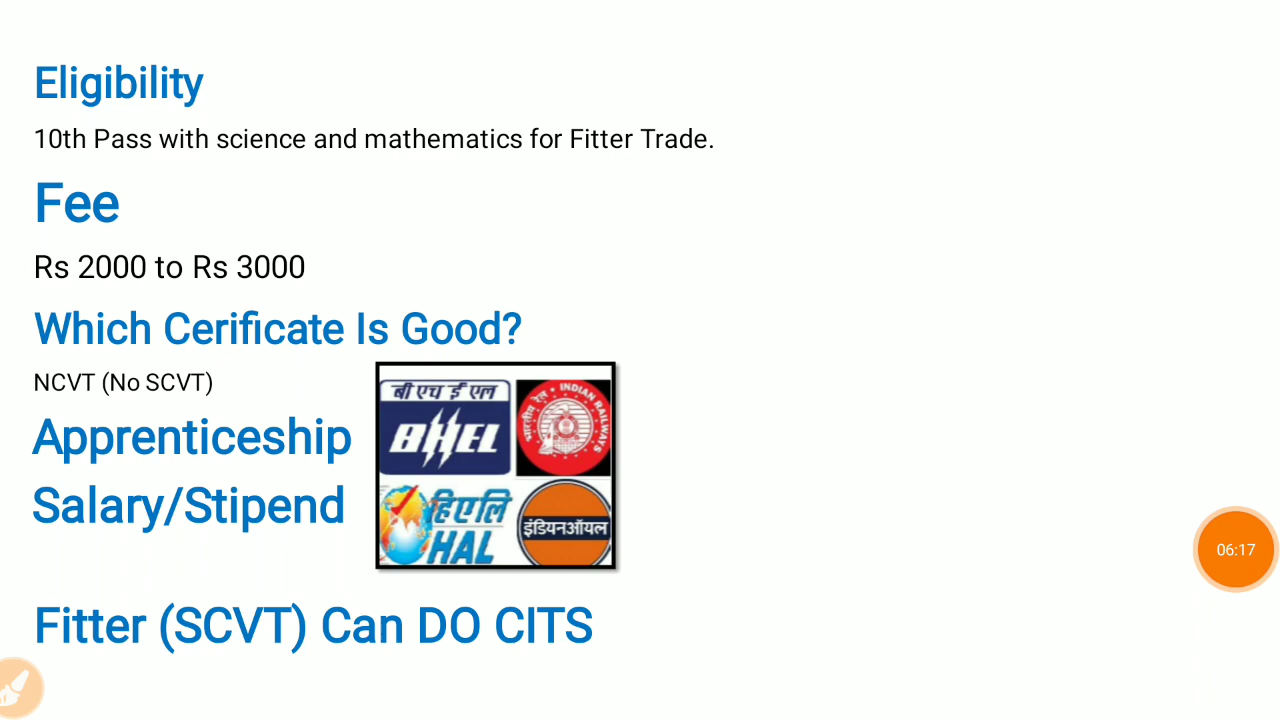 Eligibility
10th Pass with science and mathematics for Fitter Trade.
Fee
Rs 2000 to Rs 3000
Which Cerificate Is Good?
NCVT (No SCVT)
Apprenticeship
Salary/Stipend
बी एच ई एल
BHEL
भारतीय रेल • INDIAN RAILWAYS
हिएलि
HAL
इंडियनऑयल
06:17
Fitter (SCVT) Can DO CITS